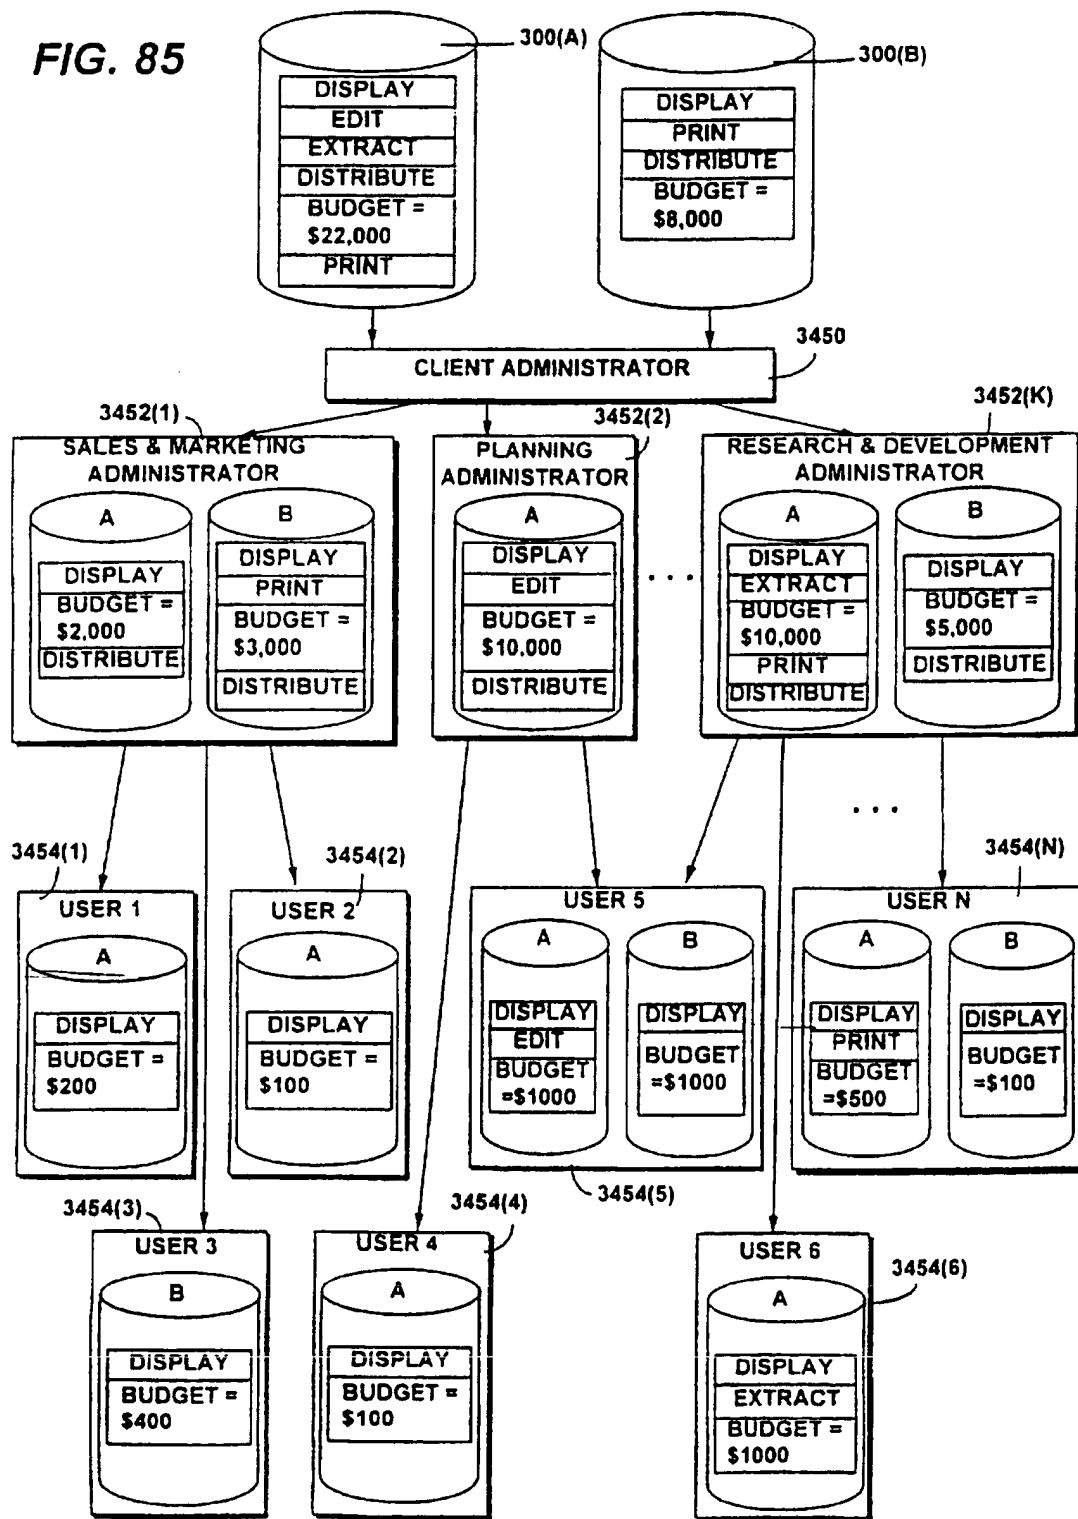 FIG. 85
300(A)
DISPLAY
EDIT
EXTRACT
DISTRIBUTE
BUDGET =
$22,000
PRINT
300(B)
DISPLAY
PRINT
DISTRIBUTE
BUDGET =
$8,000
CLIENT ADMINISTRATOR
3450
3452(1)
SALES & MARKETING
ADMINISTRATOR
A
DISPLAY
BUDGET =
$2,000
DISTRIBUTE
B
DISPLAY
PRINT
BUDGET =
$3,000
DISTRIBUTE
3452(2)
PLANNING
ADMINISTRATOR
A
DISPLAY
EDIT
BUDGET =
$10,000
DISTRIBUTE
. . .
3452(K)
RESEARCH & DEVELOPMENT
ADMINISTRATOR
A
DISPLAY
EXTRACT
BUDGET =
$10,000
PRINT
DISTRIBUTE
B
DISPLAY
BUDGET =
$5,000
DISTRIBUTE
. . .
3454(1)
USER 1
A
DISPLAY
BUDGET =
$200
3454(2)
USER 2
A
DISPLAY
BUDGET =
$100
USER 5
A
DISPLAY
EDIT
BUDGET
=$1000
B
DISPLAY
BUDGET
=$1000
3454(5)
3454(N)
USER N
A
DISPLAY
PRINT
BUDGET
=$500
B
DISPLAY
BUDGET
=$100
3454(3)
USER 3
B
DISPLAY
BUDGET =
$400
3454(4)
USER 4
A
DISPLAY
BUDGET =
$100
USER 6
3454(6)
A
DISPLAY
EXTRACT
BUDGET =
$1000